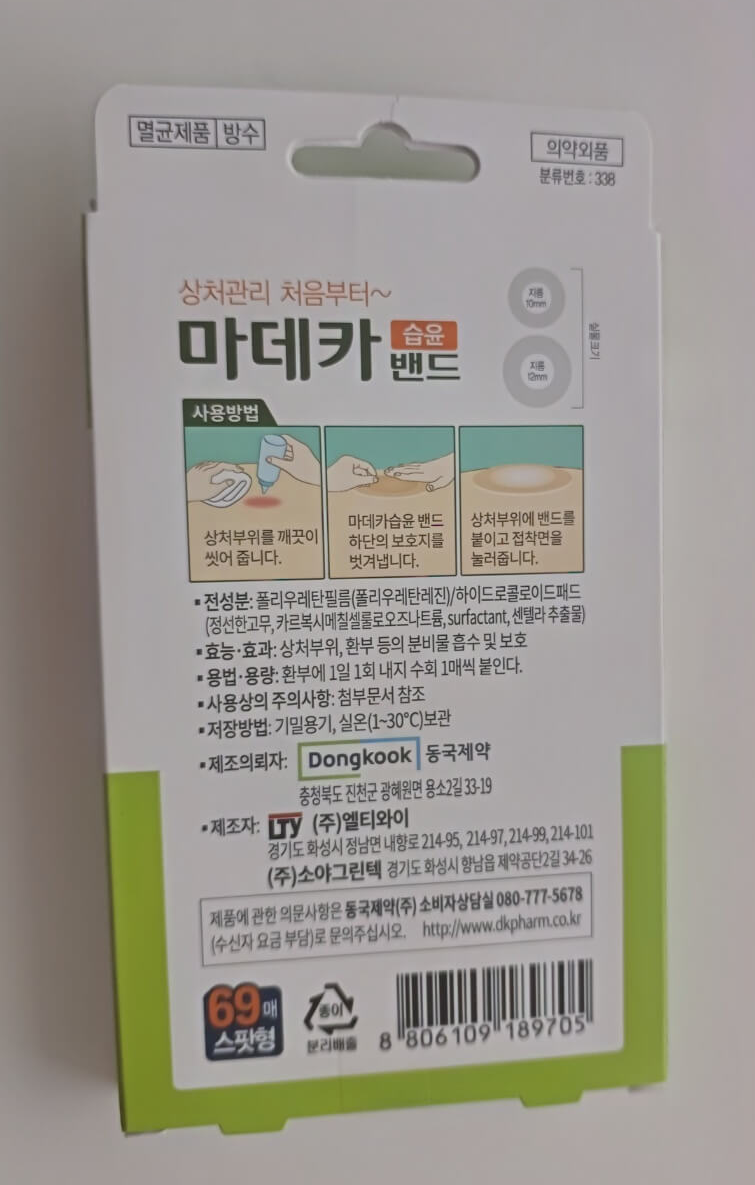 멸균제품 방수
의약외품
분류번호 : 338
상처관리 처음부터~
마데카 습윤 밴드
지름
10mm
지름
12mm
실물크기
사용방법
상처부위를 깨끗이
씻어 줍니다.
마데카습윤 밴드
하단의 보호지를
벗겨냅니다.
상처부위에 밴드를
붙이고 접착면을
눌러줍니다.
▪전성분: 폴리우레탄필름(폴리우레탄레진)/하이드로콜로이드패드
(정선한고무, 카르복시메칠셀룰로오즈나트륨, surfactant, 센텔라 추출물)
▪효능·효과: 상처부위, 환부 등의 분비물 흡수 및 보호
▪용법·용량: 환부에 1일 1회 내지 수회 1매씩 붙인다.
▪사용상의 주의사항: 첨부문서 참조
▪저장방법: 기밀용기, 실온(1~30°C)보관
▪제조의뢰자: Dongkook 동국제약
충청북도 진천군 광혜원면 용소2길 33-19
▪제조자: LTY (주)엘티와이
경기도 화성시 정남면 내향로 214-95, 214-97, 214-99, 214-101
(주)소야그린텍 경기도 화성시 향남읍 제약공단2길 34-26
제품에 관한 의문사항은 동국제약(주) 소비자상담실 080-777-5678
(수신자 요금 부담)로 문의주십시오. http://www.dkpharm.co.kr
69매
스팟형
종이
분리배출
8 806109 189705